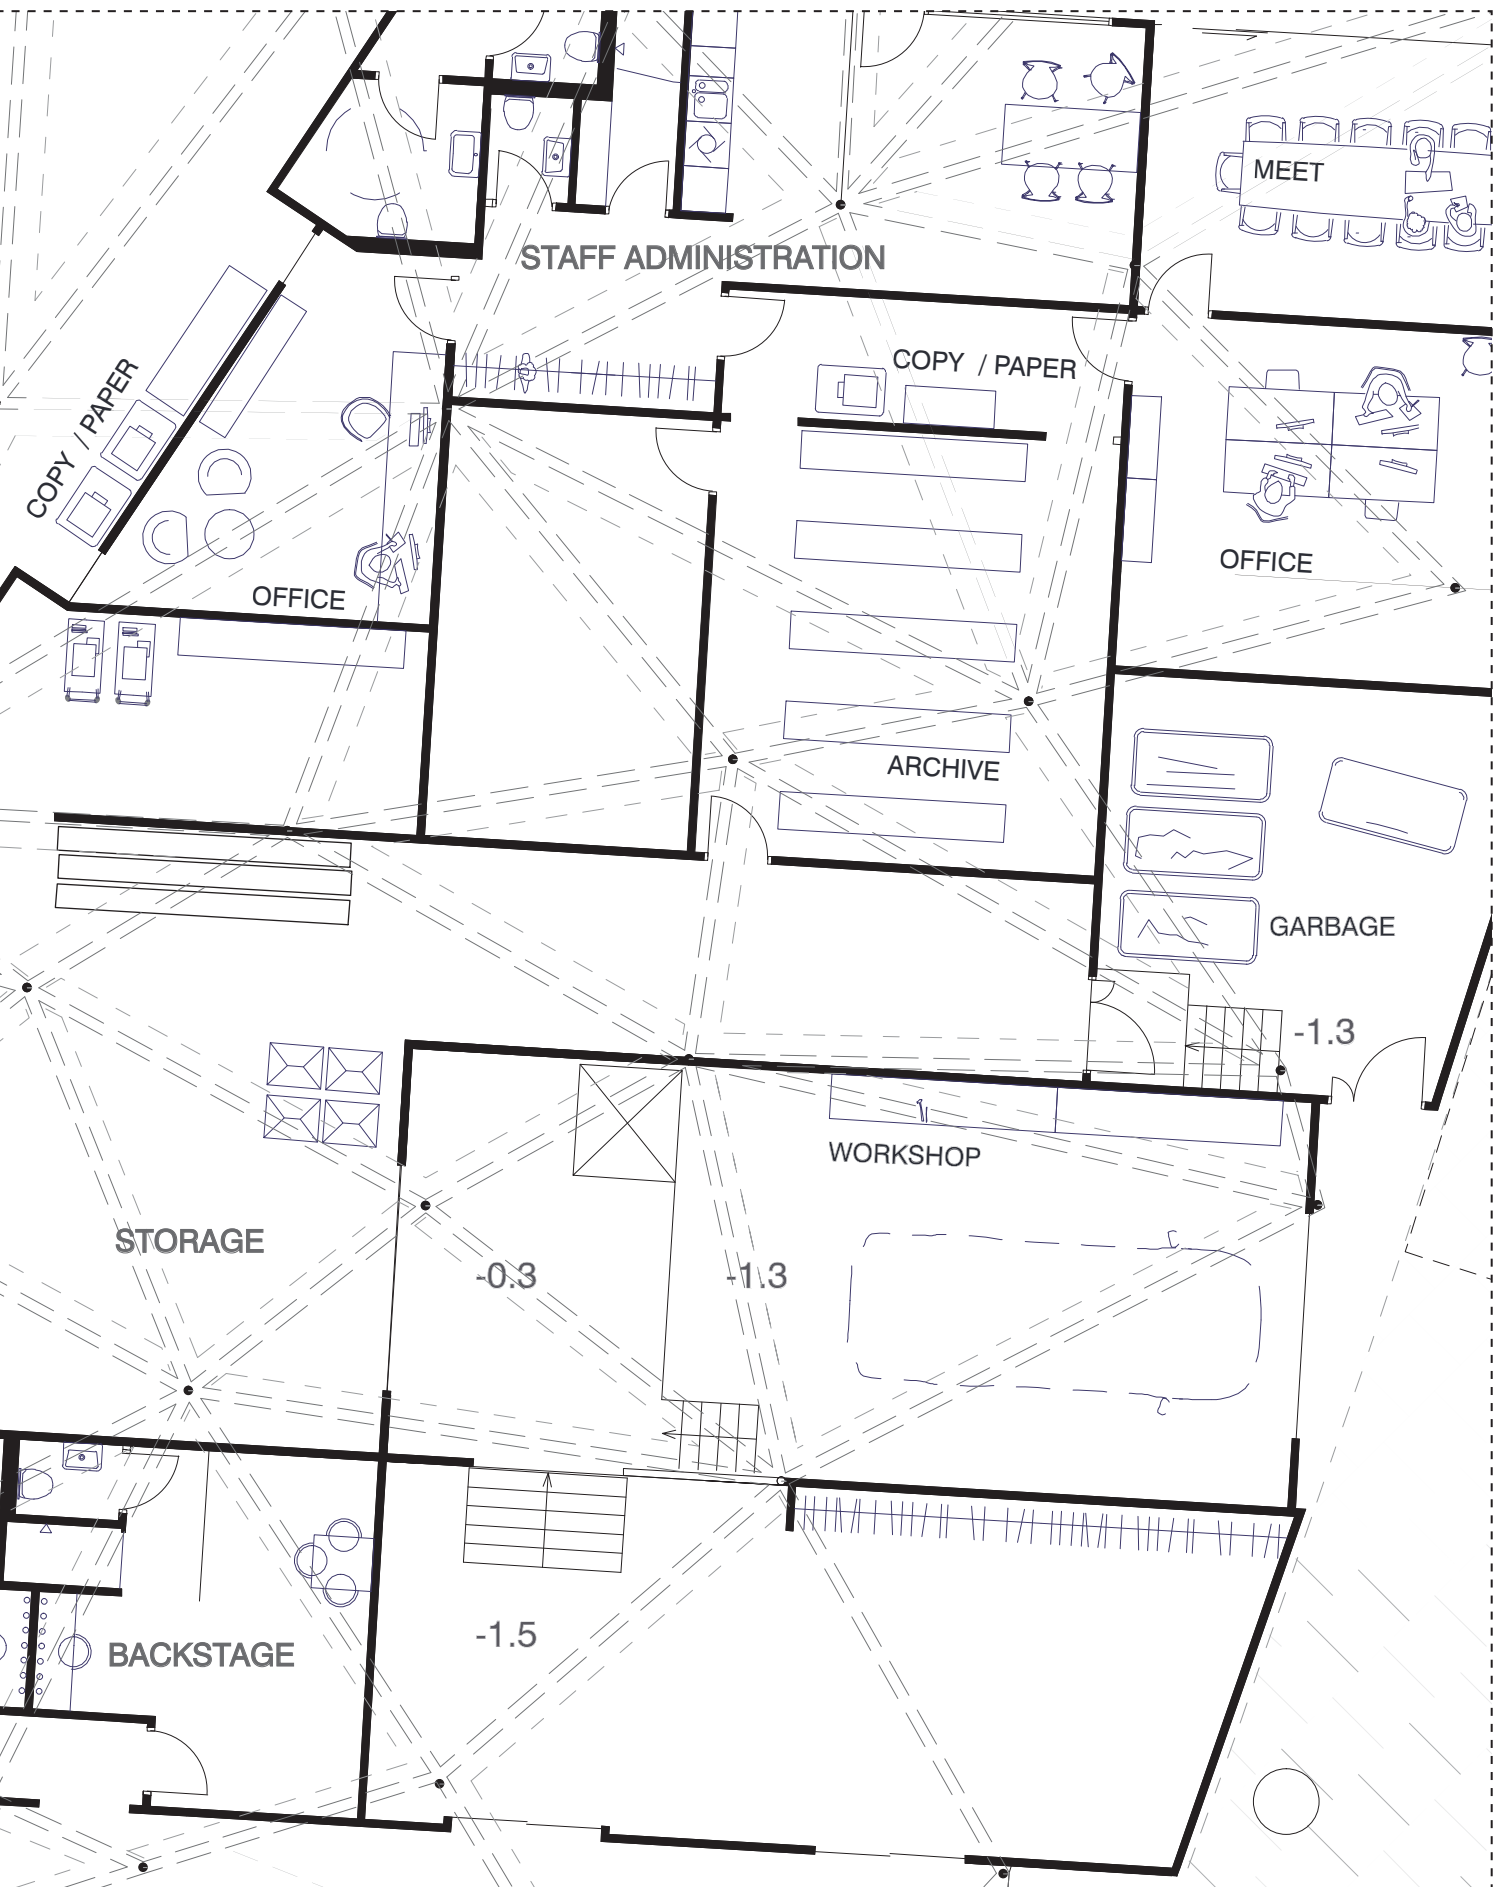 MEET
STAFF ADMINISTRATION
COPY / PAPER
COPY / PAPER
OFFICE
OFFICE
ARCHIVE
GARBAGE
-1.3
WORKSHOP
STORAGE
-0.3
-1.3
-1.5
BACKSTAGE